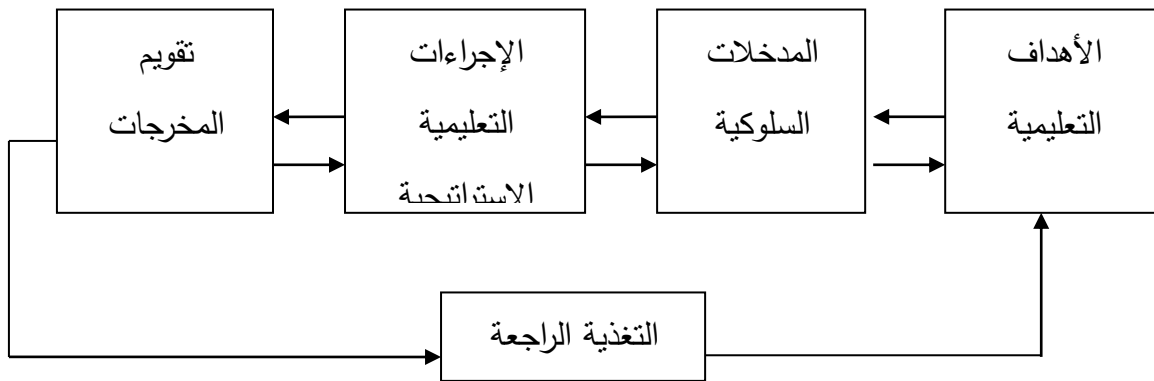 الأهداف
التعليمية
المدخلات
السلوكية
الإجراءات
التعليمية
الاستراتيجية
تقويم
المخرجات
التغذية الراجعة